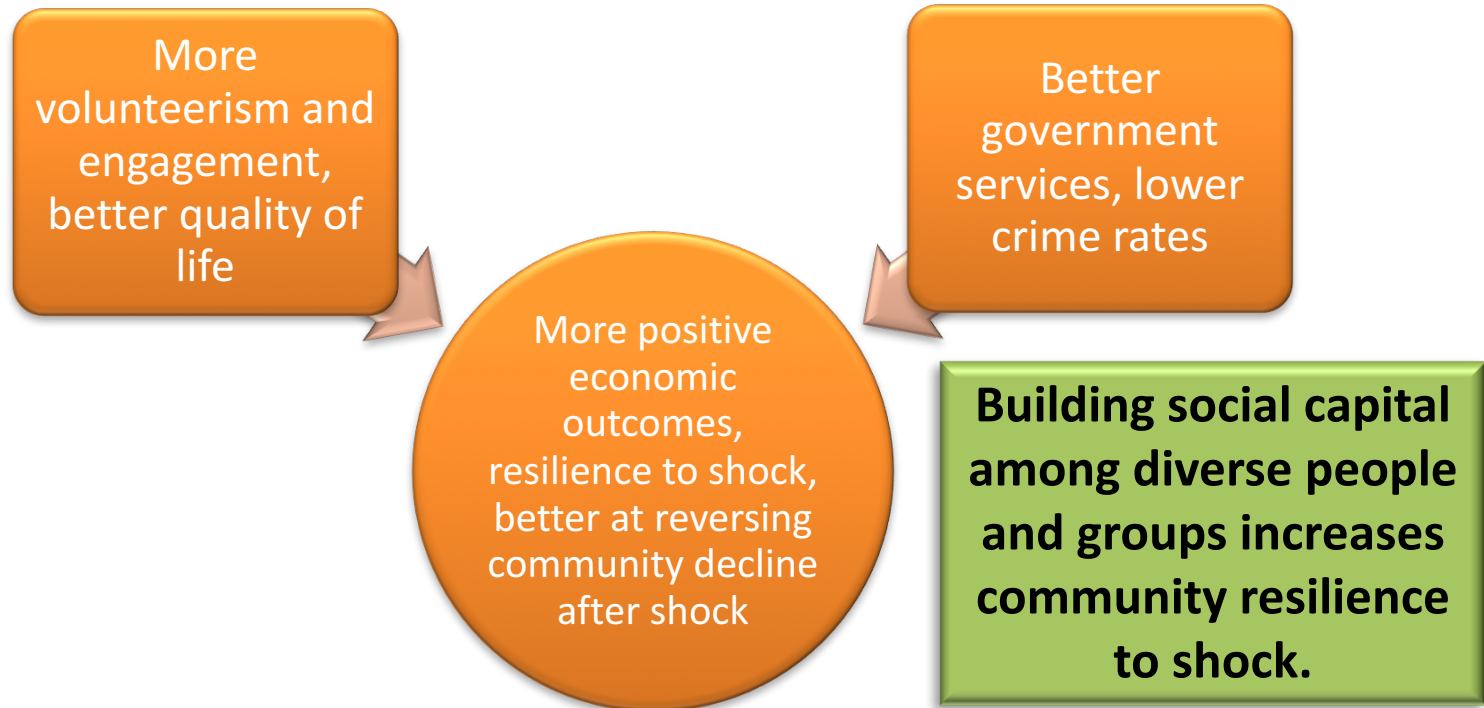 More
volunteerism and
engagement,
better quality of
life
Better
government
services, lower
crime rates
More positive
economic
outcomes,
resilience to shock,
better at reversing
community decline
after shock
Building social capital
among diverse people
and groups increases
community resilience
to shock.